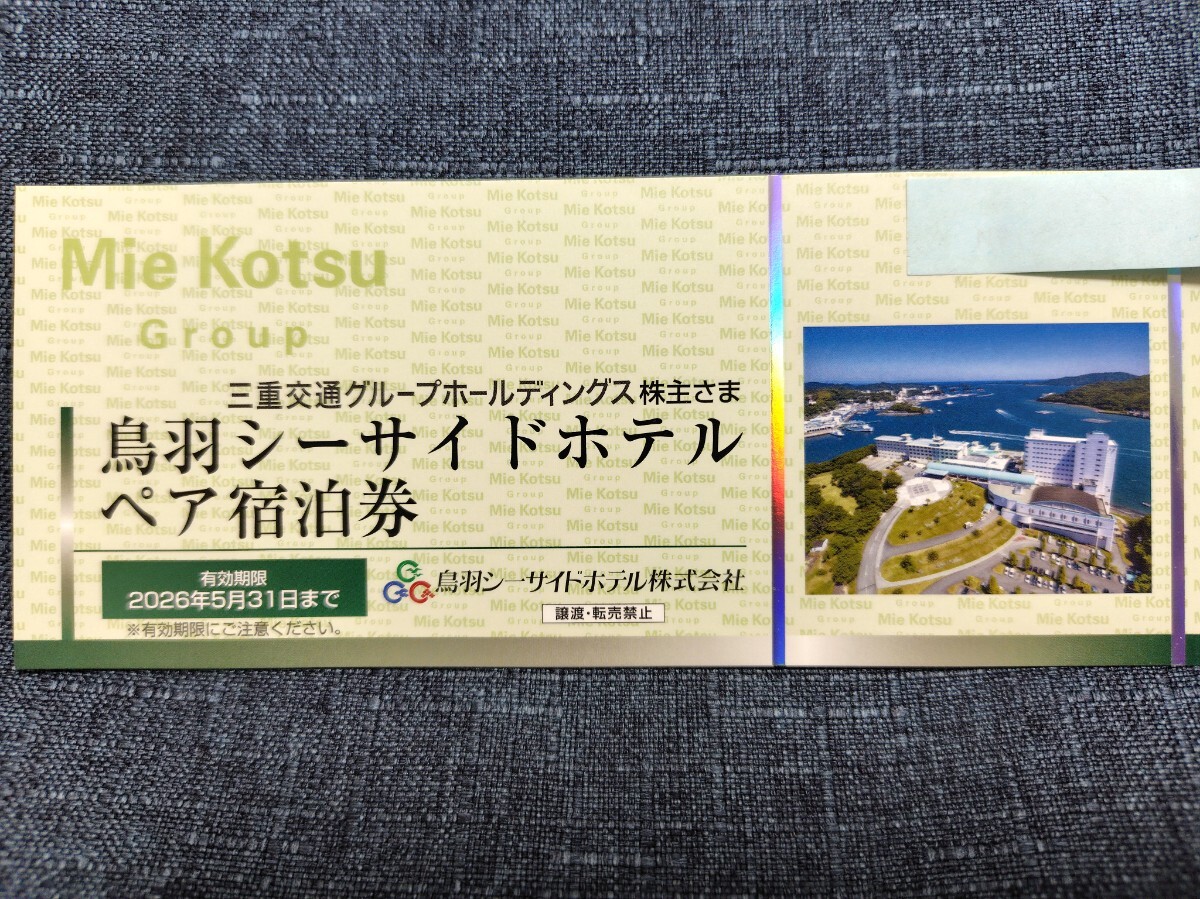 Mie Kotsu
Group
三重交通グループホールディングス株主さま
鳥羽シーサイドホテル
ペア宿泊券
有効期限
2026年5月31日まで
※有効期限にご注意ください。
鳥羽シーサイドホテル株式会社
譲渡・転売禁止